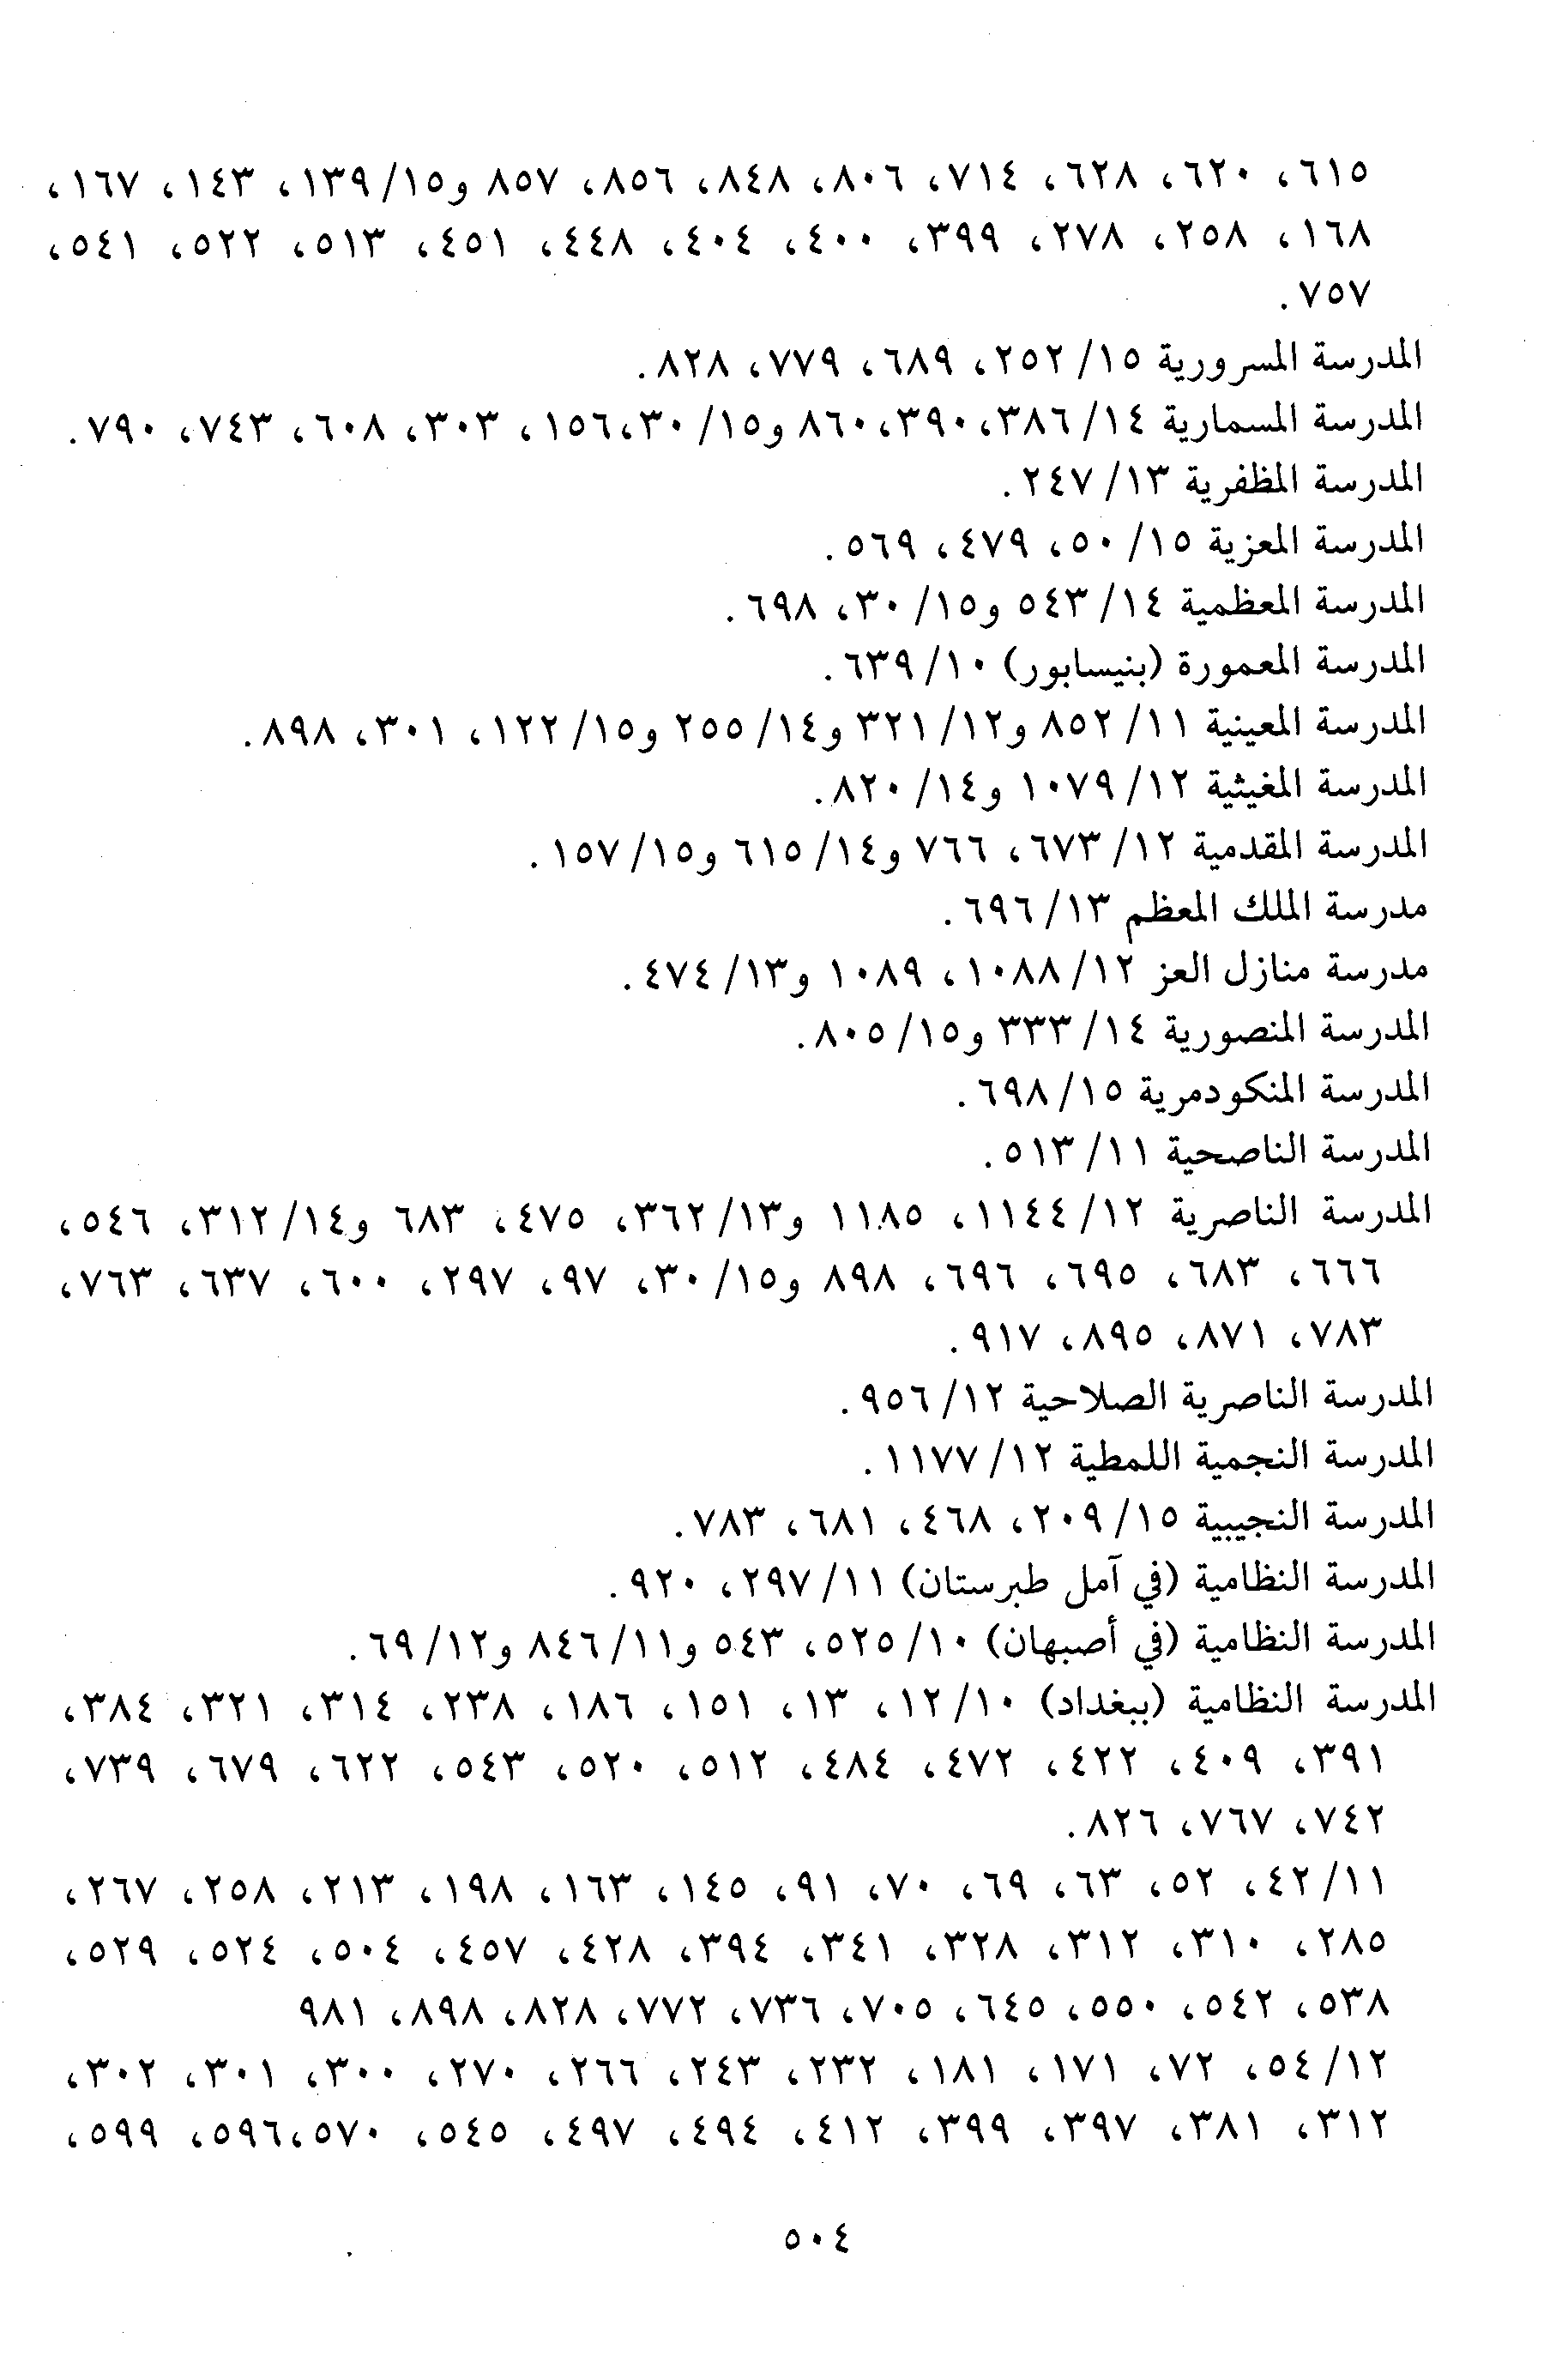 ٦١٥، ٦٢٠، ٦٢٨، ٧١٤، ٨٠٦، ٨٤٨، ٨٥٦، ٨٥٧ و١٥/ ١٣٩، ١٤٣، ١٦٧،
١٦٨، ٢٥٨، ٢٧٨، ٣٩٩، ٤٠٠، ٤٠٤، ٤٤٨، ٤٥١، ٥١٣، ٥٢٢، ٥٤١،
٧٥٧.
المدرسة المسرورية ١٥/ ٢٥٢، ٦٨٩، ٧٧٩، ٨٢٨.
المدرسة المسمارية ١٤/ ٣٨٦، ٣٩٠، ٨٦٠ و١٥/ ٣٠، ١٥٦، ٣٠٣، ٦٠٨، ٧٤٣، ٧٩٠.
المدرسة المظفرية ١٣/ ٢٤٧.
المدرسة المعزية ١٥/ ٥٠، ٤٧٩، ٥٦٩.
المدرسة المعظمية ١٤/ ٥٤٣ و١٥/ ٣٠، ٦٩٨.
المدرسة المعمورة (بنيسابور) ١٠/ ٦٣٩.
المدرسة المعينية ١١/ ٨٥٢ و١٢/ ٣٢١ و١٤/ ٢٥٥ و١٥/ ١٢٢، ٣٠١، ٨٩٨.
المدرسة المغيثية ١٢/ ١٠٧٩ و١٤/ ٨٢٠.
المدرسة المقدمية ١٢/ ٦٧٣، ٧٦٦ و١٤/ ٦١٥ و١٥/ ١٥٧.
مدرسة الملك المعظم ١٣/ ٦٩٦.
مدرسة منازل العز ١٢/ ١٠٨٨، ١٠٨٩ و١٣/ ٤٧٤.
المدرسة المنصورية ١٤/ ٣٣٣ و١٥/ ٨٠٥.
المدرسة المنكودمرية ١٥/ ٦٩٨.
المدرسة الناصحية ١١/ ٥١٣.
المدرسة الناصرية ١٢/ ١١٤٤، ١١٨٥ و١٣/ ٣٦٢، ٤٧٥، ٦٨٣ و١٤/ ٣١٢، ٥٤٦،
٦٦٦، ٦٨٣، ٦٩٥، ٦٩٦، ٨٩٨ و١٥/ ٣٠، ٩٧، ٢٩٧، ٦٠٠، ٦٣٧، ٧٦٣،
٧٨٣، ٨٧١، ٨٩٥، ٩١٧.
المدرسة الناصرية الصلاحية ١٢/ ٩٥٦.
المدرسة النجمية اللمطية ١٢/ ١١٧٧.
المدرسة النجيبية ١٥/ ٢٠٩، ٤٦٨، ٦٨١، ٧٨٣.
المدرسة النظامية (في آمل طبرستان) ١١/ ٢٩٧، ٩٢٠.
المدرسة النظامية (في أصبهان) ١٠/ ٥٢٥، ٥٤٣ و١١/ ٨٤٦ و١٢/ ٦٩.
المدرسة النظامية (ببغداد) ١٠/ ١٢، ١٣، ١٥١، ١٨٦، ٢٣٨، ٣١٤، ٣٢١، ٣٨٤،
٣٩١، ٤٠٩، ٤٢٢، ٤٧٢، ٤٨٤، ٥١٢، ٥٢٠، ٥٤٣، ٦٢٢، ٦٧٩، ٧٣٩،
٧٤٢، ٧٦٧، ٨٢٦.
١١/ ٤٢، ٥٢، ٦٣، ٦٩، ٧٠، ٩١، ١٤٥، ١٦٣، ١٩٨، ٢١٣، ٢٥٨، ٢٦٧،
٢٨٥، ٣١٠، ٣١٢، ٣٢٨، ٣٤١، ٣٩٤، ٤٢٨، ٤٥٧، ٥٠٤، ٥٢٤، ٥٢٩،
٥٣٨، ٥٤٢، ٥٥٠، ٦٤٥، ٧٠٥، ٧٣٦، ٧٧٢، ٨٢٨، ٨٩٨، ٩٨١
١٢/ ٥٤، ٧٢، ١٧١، ١٨١، ٢٣٢، ٢٤٣، ٢٦٦، ٢٧٠، ٣٠٠، ٣٠١، ٣٠٢،
٣١٢، ٣٨١، ٣٩٧، ٣٩٩، ٤١٢، ٤٩٤، ٤٩٧، ٥٤٥، ٥٧٠، ٥٩٦، ٥٩٩،
٥٠٤